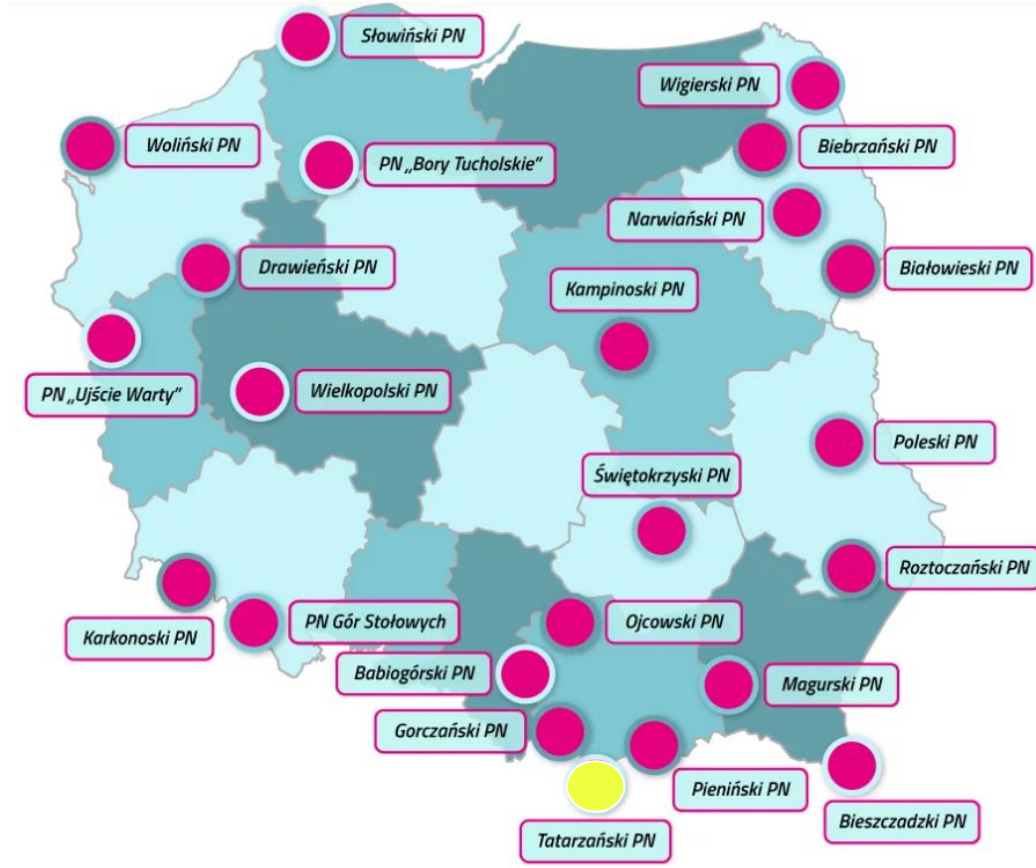 Słowiński PN
Wigierski PN
Woliński PN
PN „Bory Tucholskie”
Biebrzański PN
Narwiański PN
Drawieński PN
Kampinoski PN
Białowieski PN
PN „Ujście Warty”
Wielkopolski PN
Poleski PN
Świętokrzyski PN
Roztoczański PN
Karkonoski PN
PN Gór Stołowych
Ojcowski PN
Babiogórski PN
Magurski PN
Gorczański PN
Pieniński PN
Bieszczadzki PN
Tatarzański PN